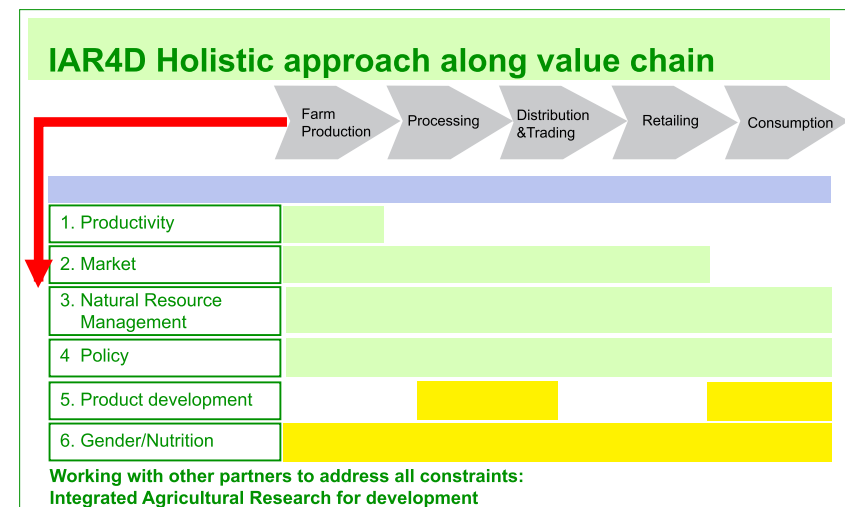 IAR4D Holistic approach along value chain
Farm
Production
Processing
Distribution
&Trading
Retailing
Consumption
1. Productivity
2. Market
3. Natural Resource
Management
4 Policy
5. Product development
6. Gender/Nutrition
Working with other partners to address all constraints:
Integrated Agricultural Research for development